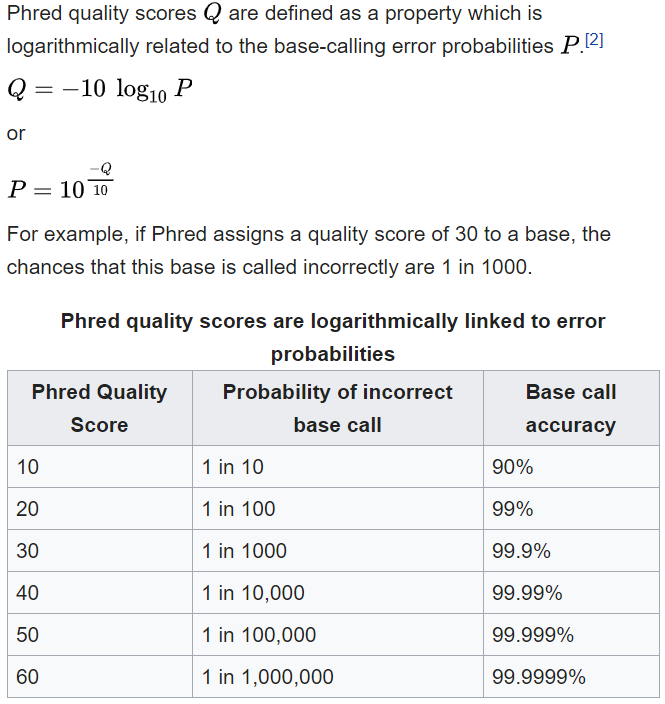 Phred quality scores Q are defined as a property which is
logarithmically related to the base-calling error probabilities P.[2]
Q = −10 log₁₀ P
or
P = 10^(−Q/10)
For example, if Phred assigns a quality score of 30 to a base, the
chances that this base is called incorrectly are 1 in 1000.
Phred quality scores are logarithmically linked to error
probabilities
Phred Quality Score | Probability of incorrect base call | Base call accuracy
10 | 1 in 10 | 90%
20 | 1 in 100 | 99%
30 | 1 in 1000 | 99.9%
40 | 1 in 10,000 | 99.99%
50 | 1 in 100,000 | 99.999%
60 | 1 in 1,000,000 | 99.9999%